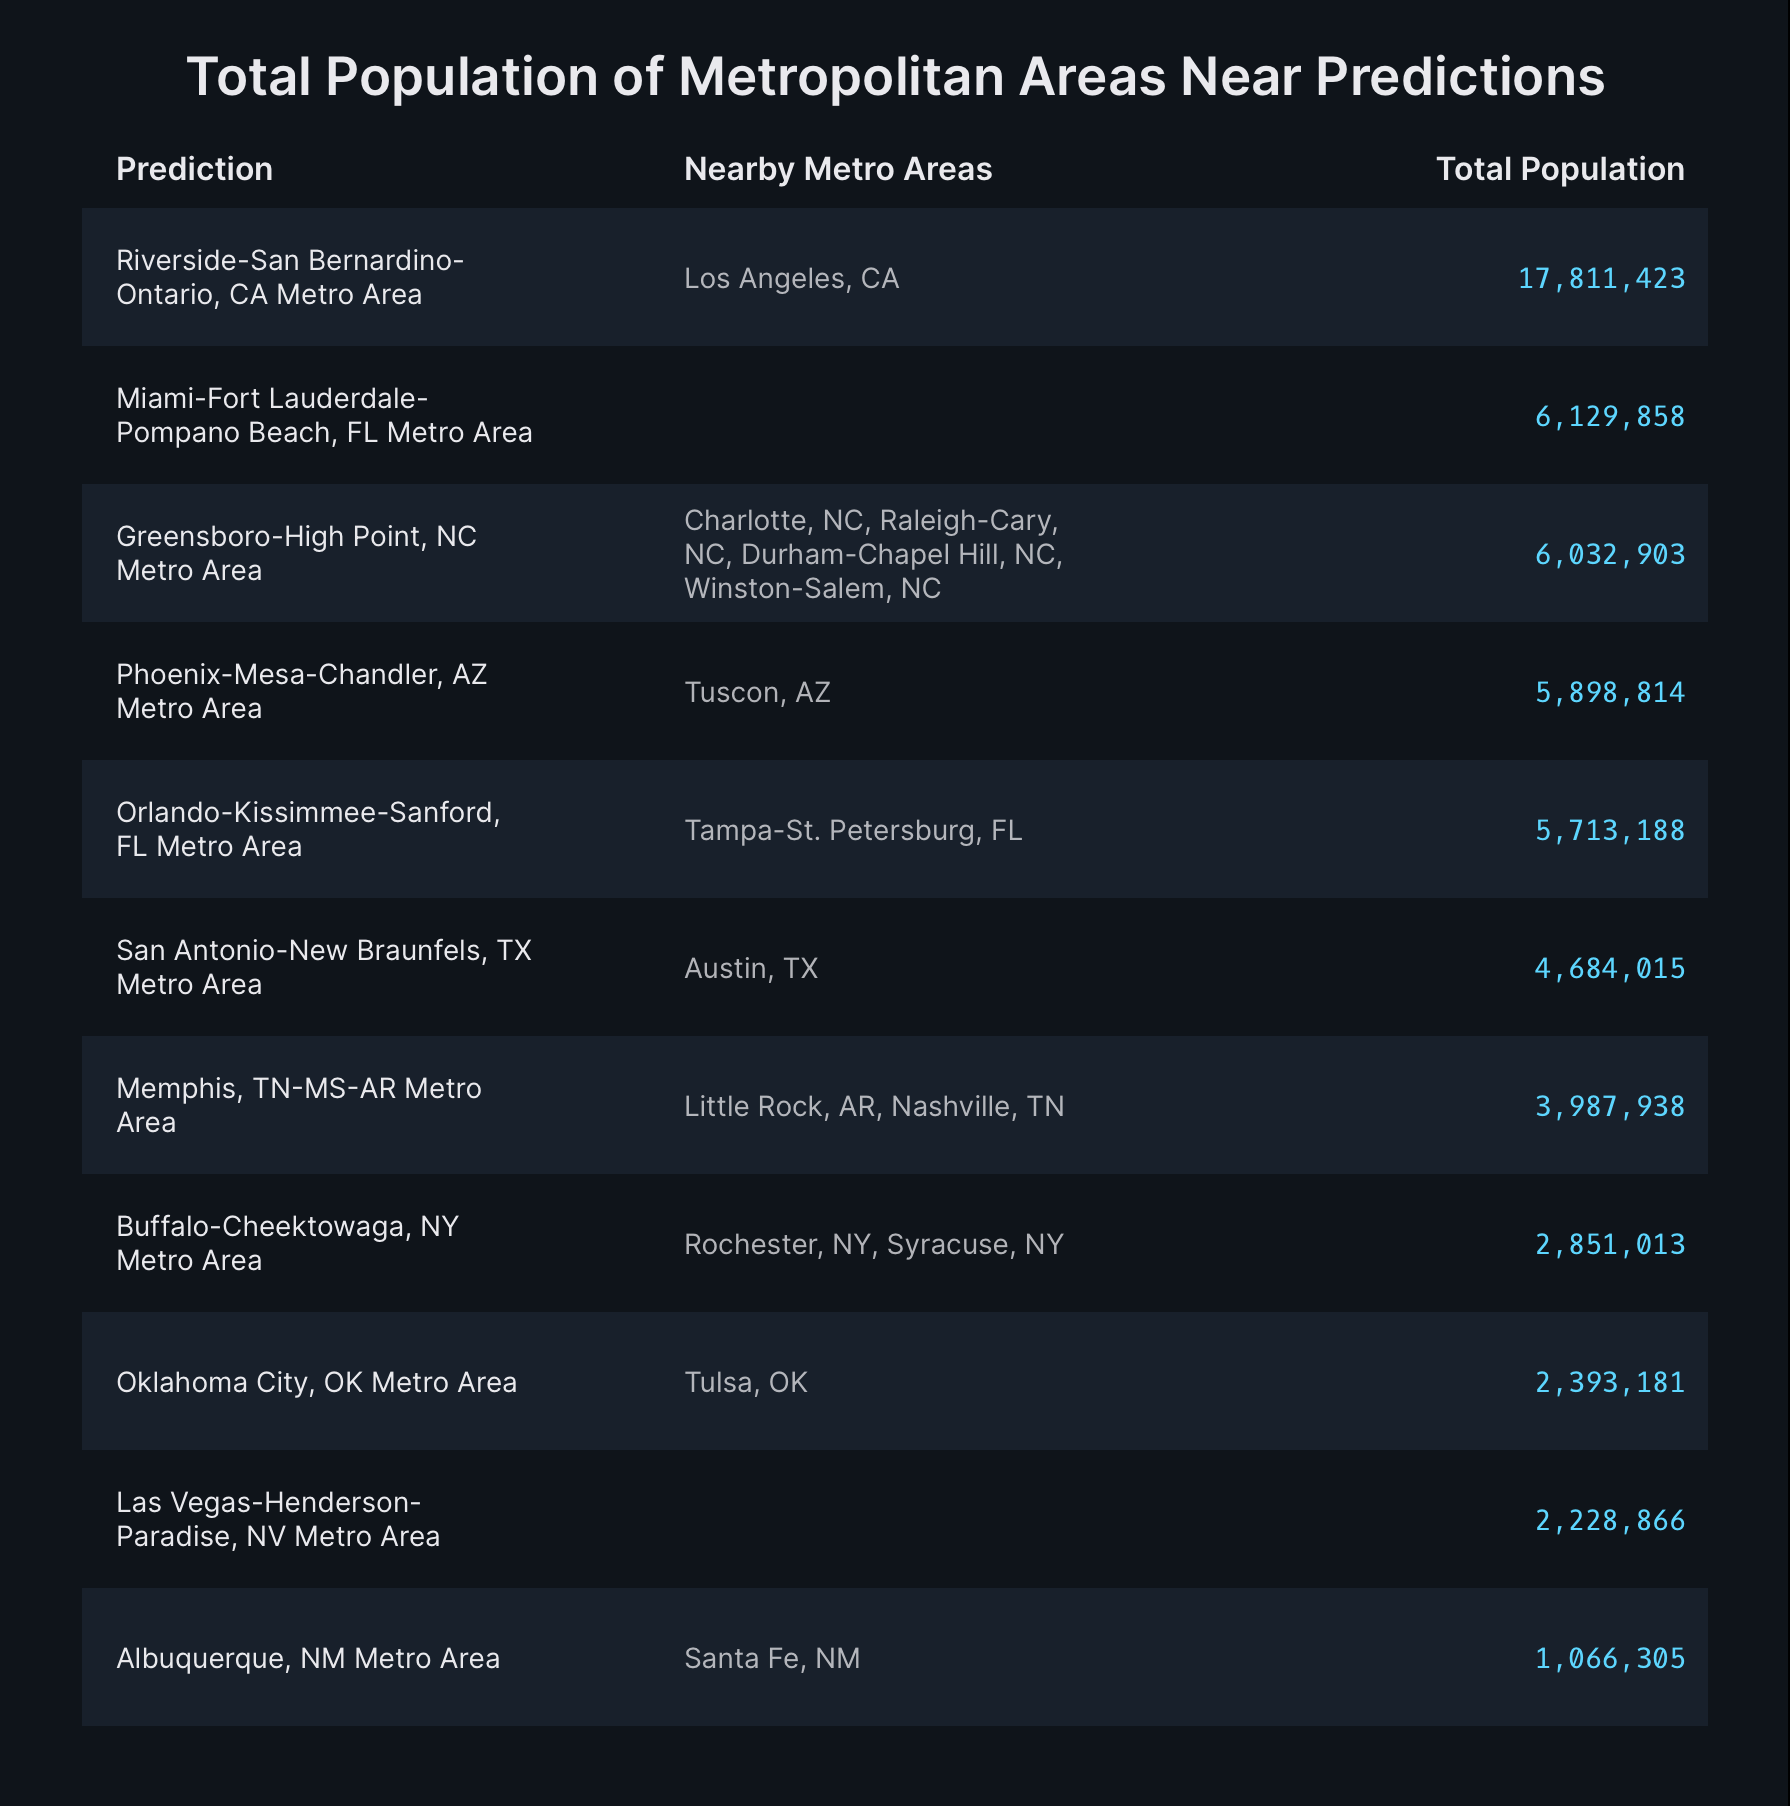 Total Population of Metropolitan Areas Near Predictions
Prediction Nearby Metro Areas Total Population
Riverside-San Bernardino-
Ontario, CA Metro Area
Los Angeles, CA
17,811,423
Miami-Fort Lauderdale-
Pompano Beach, FL Metro Area
6,129,858
Greensboro-High Point, NC
Metro Area
Charlotte, NC, Raleigh-Cary,
NC, Durham-Chapel Hill, NC,
Winston-Salem, NC
6,032,903
Phoenix-Mesa-Chandler, AZ
Metro Area
Tuscon, AZ
5,898,814
Orlando-Kissimmee-Sanford,
FL Metro Area
Tampa-St. Petersburg, FL
5,713,188
San Antonio-New Braunfels, TX
Metro Area
Austin, TX
4,684,015
Memphis, TN-MS-AR Metro
Area
Little Rock, AR, Nashville, TN
3,987,938
Buffalo-Cheektowaga, NY
Metro Area
Rochester, NY, Syracuse, NY
2,851,013
Oklahoma City, OK Metro Area
Tulsa, OK
2,393,181
Las Vegas-Henderson-
Paradise, NV Metro Area
2,228,866
Albuquerque, NM Metro Area
Santa Fe, NM
1,066,305